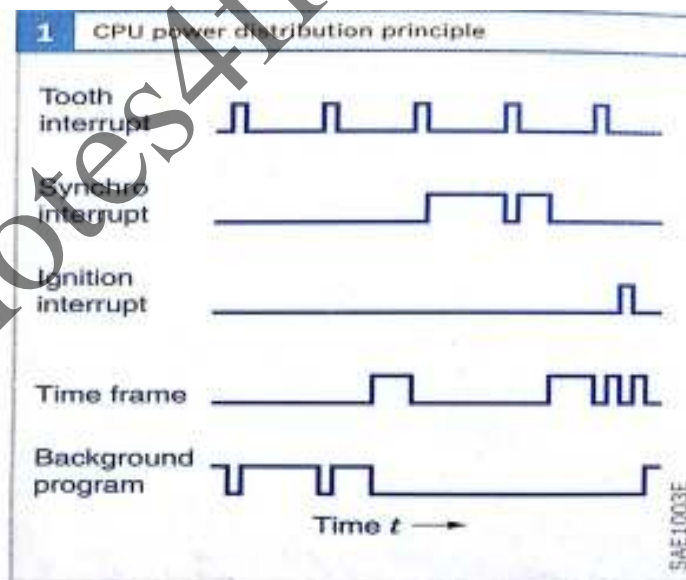 1 CPU power distribution principle
Tooth
interrupt
Synchro
interrupt
Ignition
interrupt
Time frame
Background
program
Time t
SAE1003E